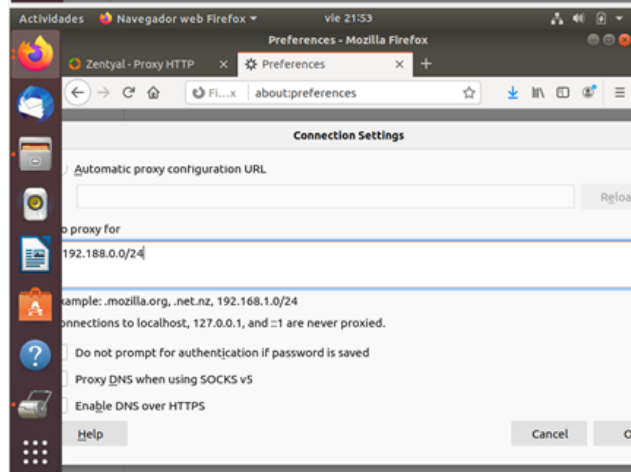 Actividades Navegador web Firefox vie 21:53
Preferences - Mozilla Firefox
Zentyal - Proxy HTTP × Preferences × +
Fi...x about:preferences
Connection Settings
Automatic proxy configuration URL
Reloa
o proxy for
192.188.0.0/24
xample: .mozilla.org, .net.nz, 192.168.1.0/24
onnections to localhost, 127.0.0.1, and ::1 are never proxied.
Do not prompt for authentication if password is saved
Proxy DNS when using SOCKS v5
Enable DNS over HTTPS
Help Cancel O